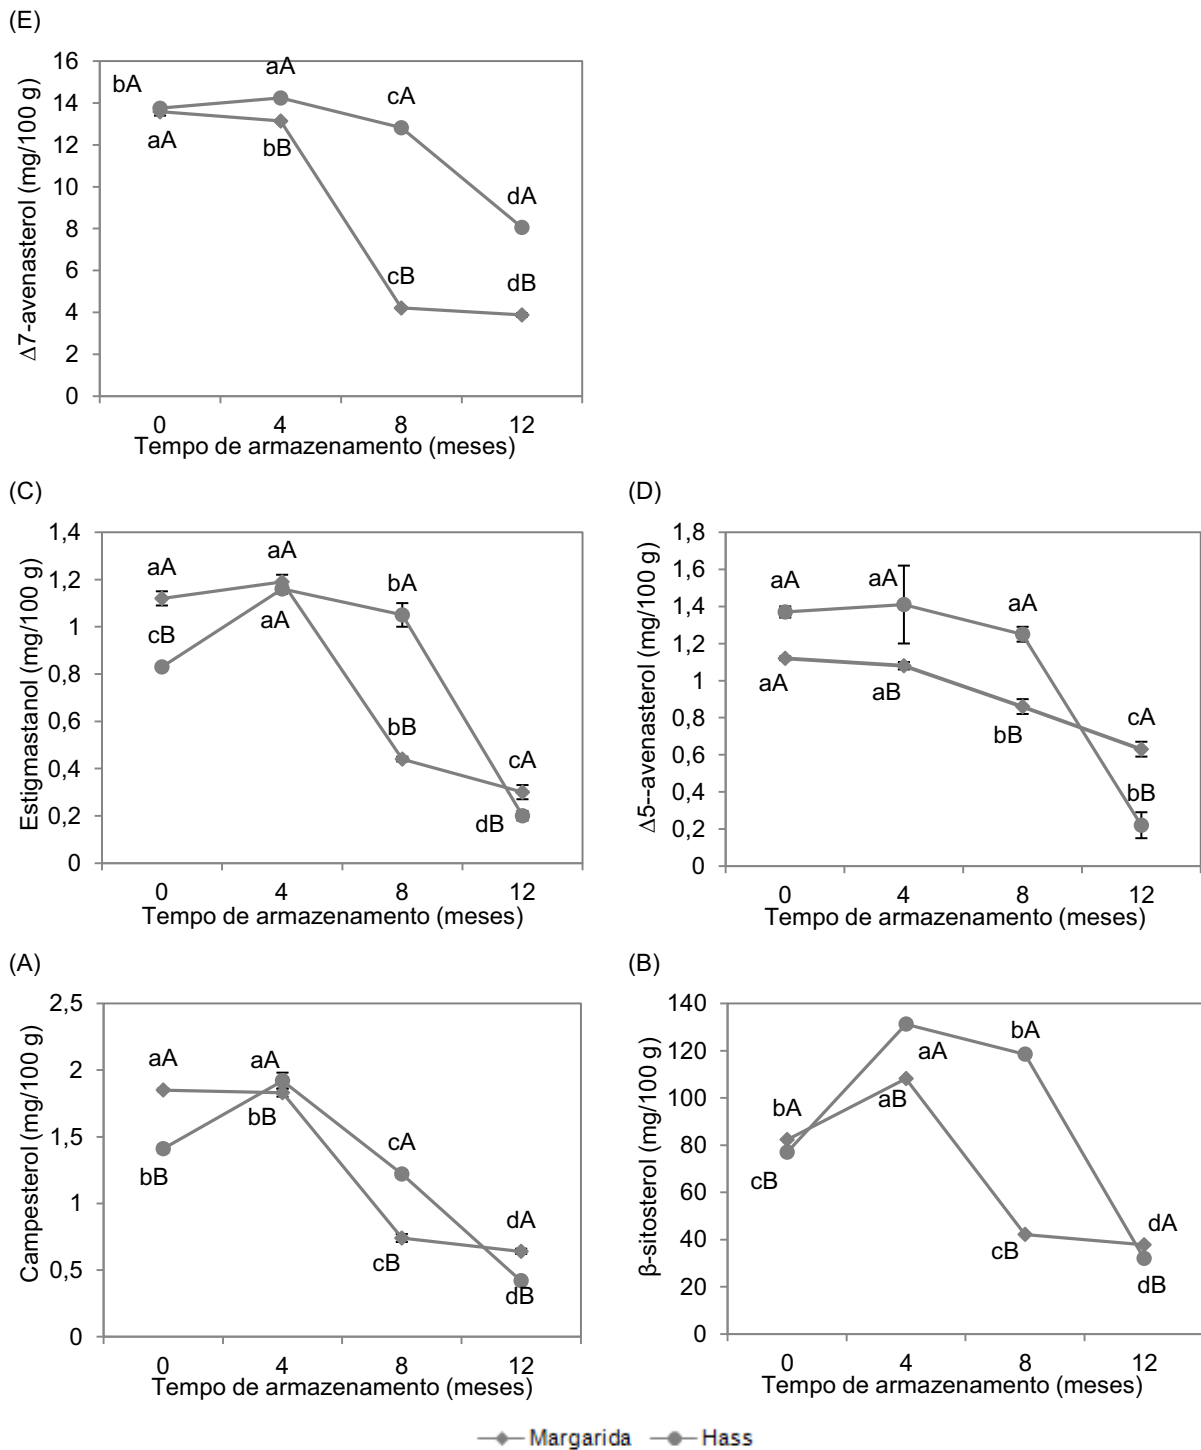 (E)
Δ7-avenasterol (mg/100 g)
16
14
12
10
8
6
4
2
0
bA
aA
cA
aA
bB
dA
cB
dB
0 4 8 12
Tempo de armazenamento (meses)
(C)
Estigmastanol (mg/100 g)
1,4
1,2
1
0,8
0,6
0,4
0,2
0
aA
aA
bA
cB
aA
bB
cA
dB
0 4 8 12
Tempo de armazenamento (meses)
(D)
Δ5--avenasterol (mg/100 g)
1,8
1,6
1,4
1,2
1
0,8
0,6
0,4
0,2
0
aA
aA
aA
aA
aB
bB
cA
bB
0 4 8 12
Tempo de armazenamento (meses)
(A)
Campesterol (mg/100 g)
2,5
2
1,5
1
0,5
0
aA
aA
bB
bB
cA
cB
dA
dB
0 4 8 12
Tempo de armazenamento (meses)
(B)
β-sitosterol (mg/100 g)
140
120
100
80
60
40
20
0
bA
aA
bA
cB
aB
cB
dA
dB
0 4 8 12
Tempo de armazenamento (meses)
Margarida Hass